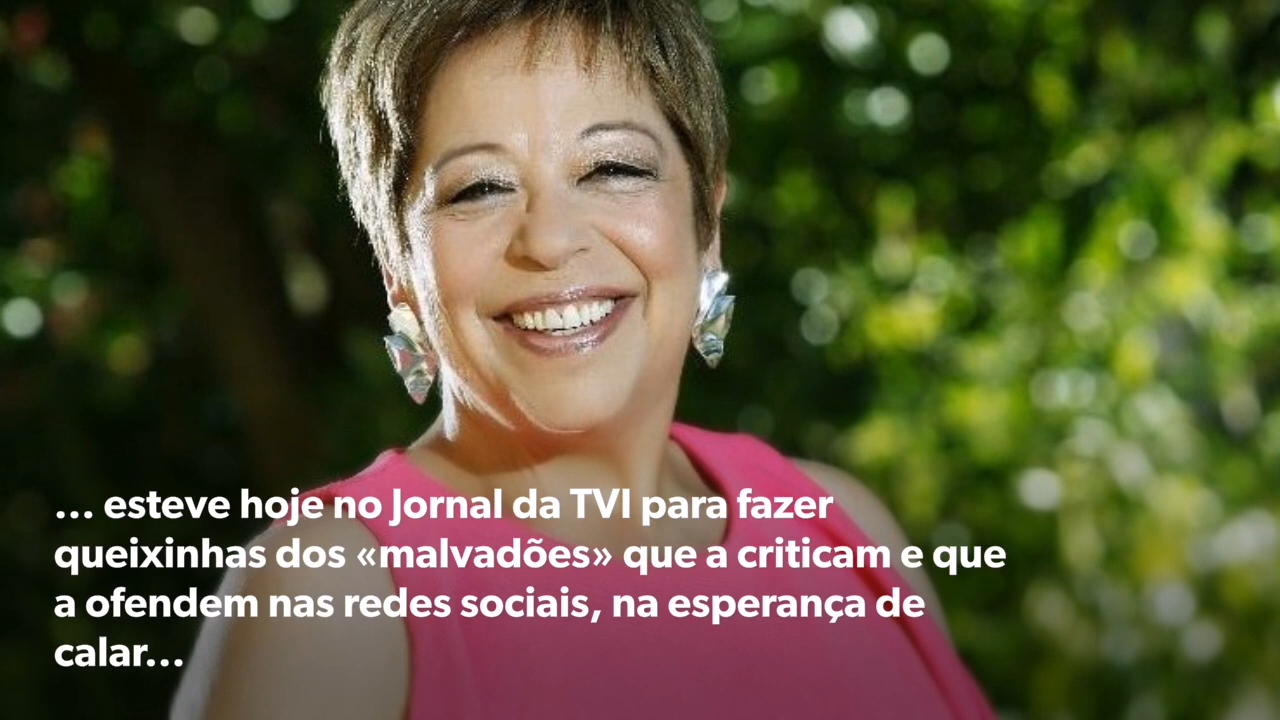 ... esteve hoje no Jornal da TVI para fazer
queixinhas dos «malvadões» que a criticam e que
a ofendem nas redes sociais, na esperança de
calar...